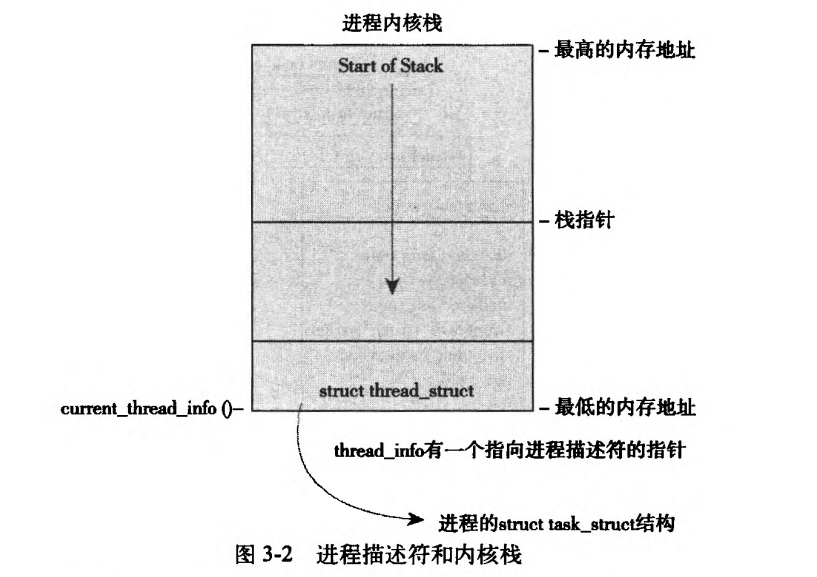 进程内核栈
最高的内存地址
Start of Stack
栈指针
struct thread_struct
current_thread_info ()
最低的内存地址
thread_info有一个指向进程描述符的指针
进程的struct task_struct结构
图 3-2 进程描述符和内核栈